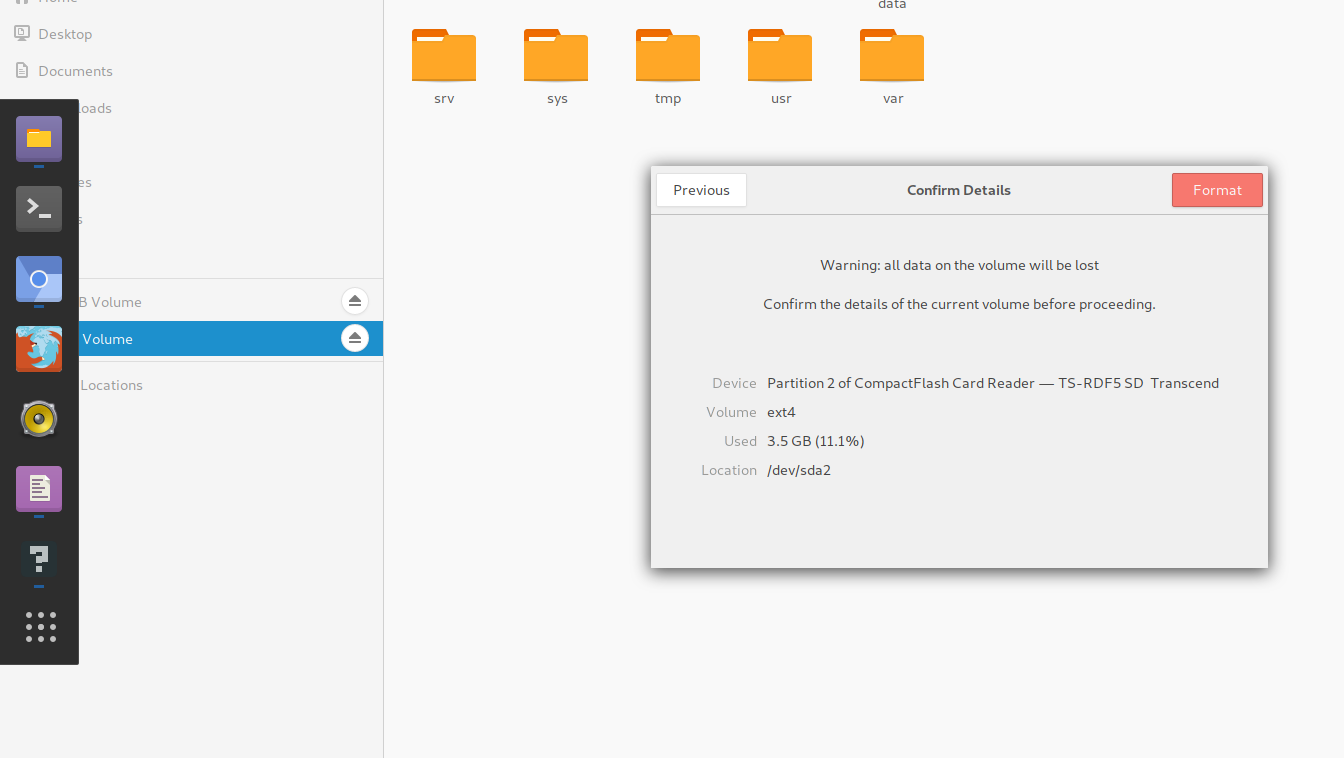 Home
Desktop
Documents
loads
es
s
B Volume
Volume
Locations
data
srv
sys
tmp
usr
var
Previous
Confirm Details
Format
Warning: all data on the volume will be lost
Confirm the details of the current volume before proceeding.
Device Partition 2 of CompactFlash Card Reader — TS-RDF5 SD Transcend
Volume ext4
Used 3.5 GB (11.1%)
Location /dev/sda2